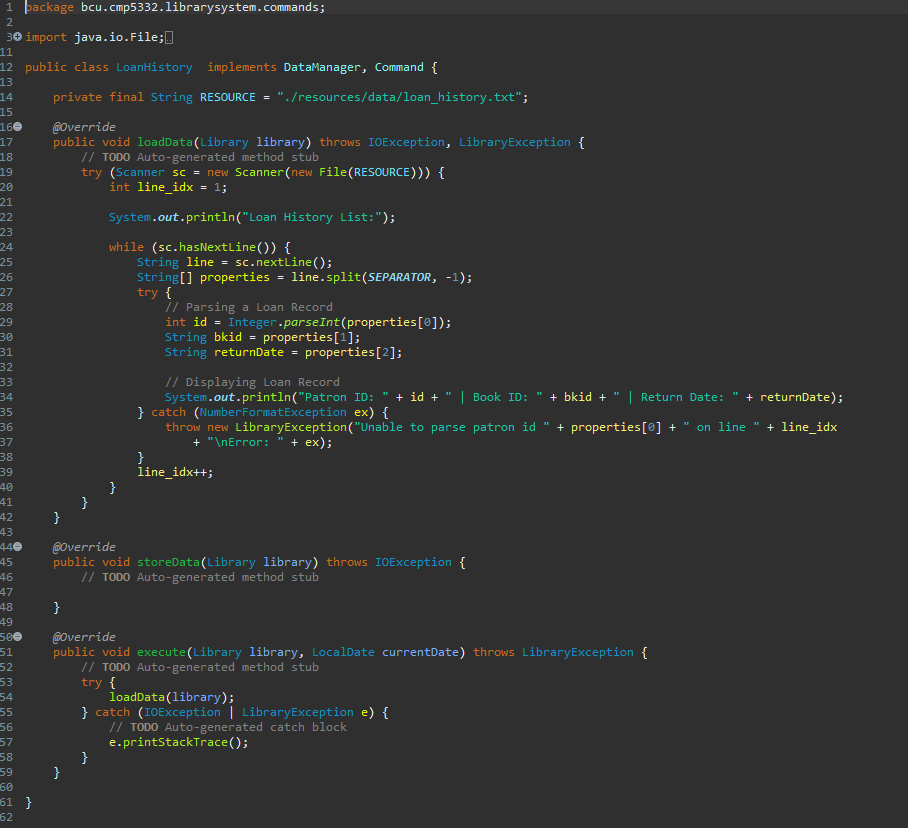 1 package bcu.cmp5332.librarysystem.commands;
2
3 import java.io.File;
11
12 public class LoanHistory  implements DataManager, Command {
13
14     private final String RESOURCE = "./resources/data/loan_history.txt";
15
16     @Override
17     public void loadData(Library library) throws IOException, LibraryException {
18         // TODO Auto-generated method stub
19         try (Scanner sc = new Scanner(new File(RESOURCE))) {
20             int line_idx = 1;
21
22             System.out.println("Loan History List:");
23
24             while (sc.hasNextLine()) {
25                 String line = sc.nextLine();
26                 String[] properties = line.split(SEPARATOR, -1);
27                 try {
28                     // Parsing a Loan Record
29                     int id = Integer.parseInt(properties[0]);
30                     String bkid = properties[1];
31                     String returnDate = properties[2];
32
33                     // Displaying Loan Record
34                     System.out.println("Patron ID: " + id + " | Book ID: " + bkid + " | Return Date: " + returnDate);
35                 } catch (NumberFormatException ex) {
36                     throw new LibraryException("Unable to parse patron id " + properties[0] + " on line " + line_idx
37                         + "\nError: " + ex);
38                 }
39                 line_idx++;
40             }
41         }
42     }
43
44     @Override
45     public void storeData(Library library) throws IOException {
46         // TODO Auto-generated method stub
47
48     }
49
50     @Override
51     public void execute(Library library, LocalDate currentDate) throws LibraryException {
52         // TODO Auto-generated method stub
53         try {
54             loadData(library);
55         } catch (IOException | LibraryException e) {
56             // TODO Auto-generated catch block
57             e.printStackTrace();
58         }
59     }
60
61 }
62